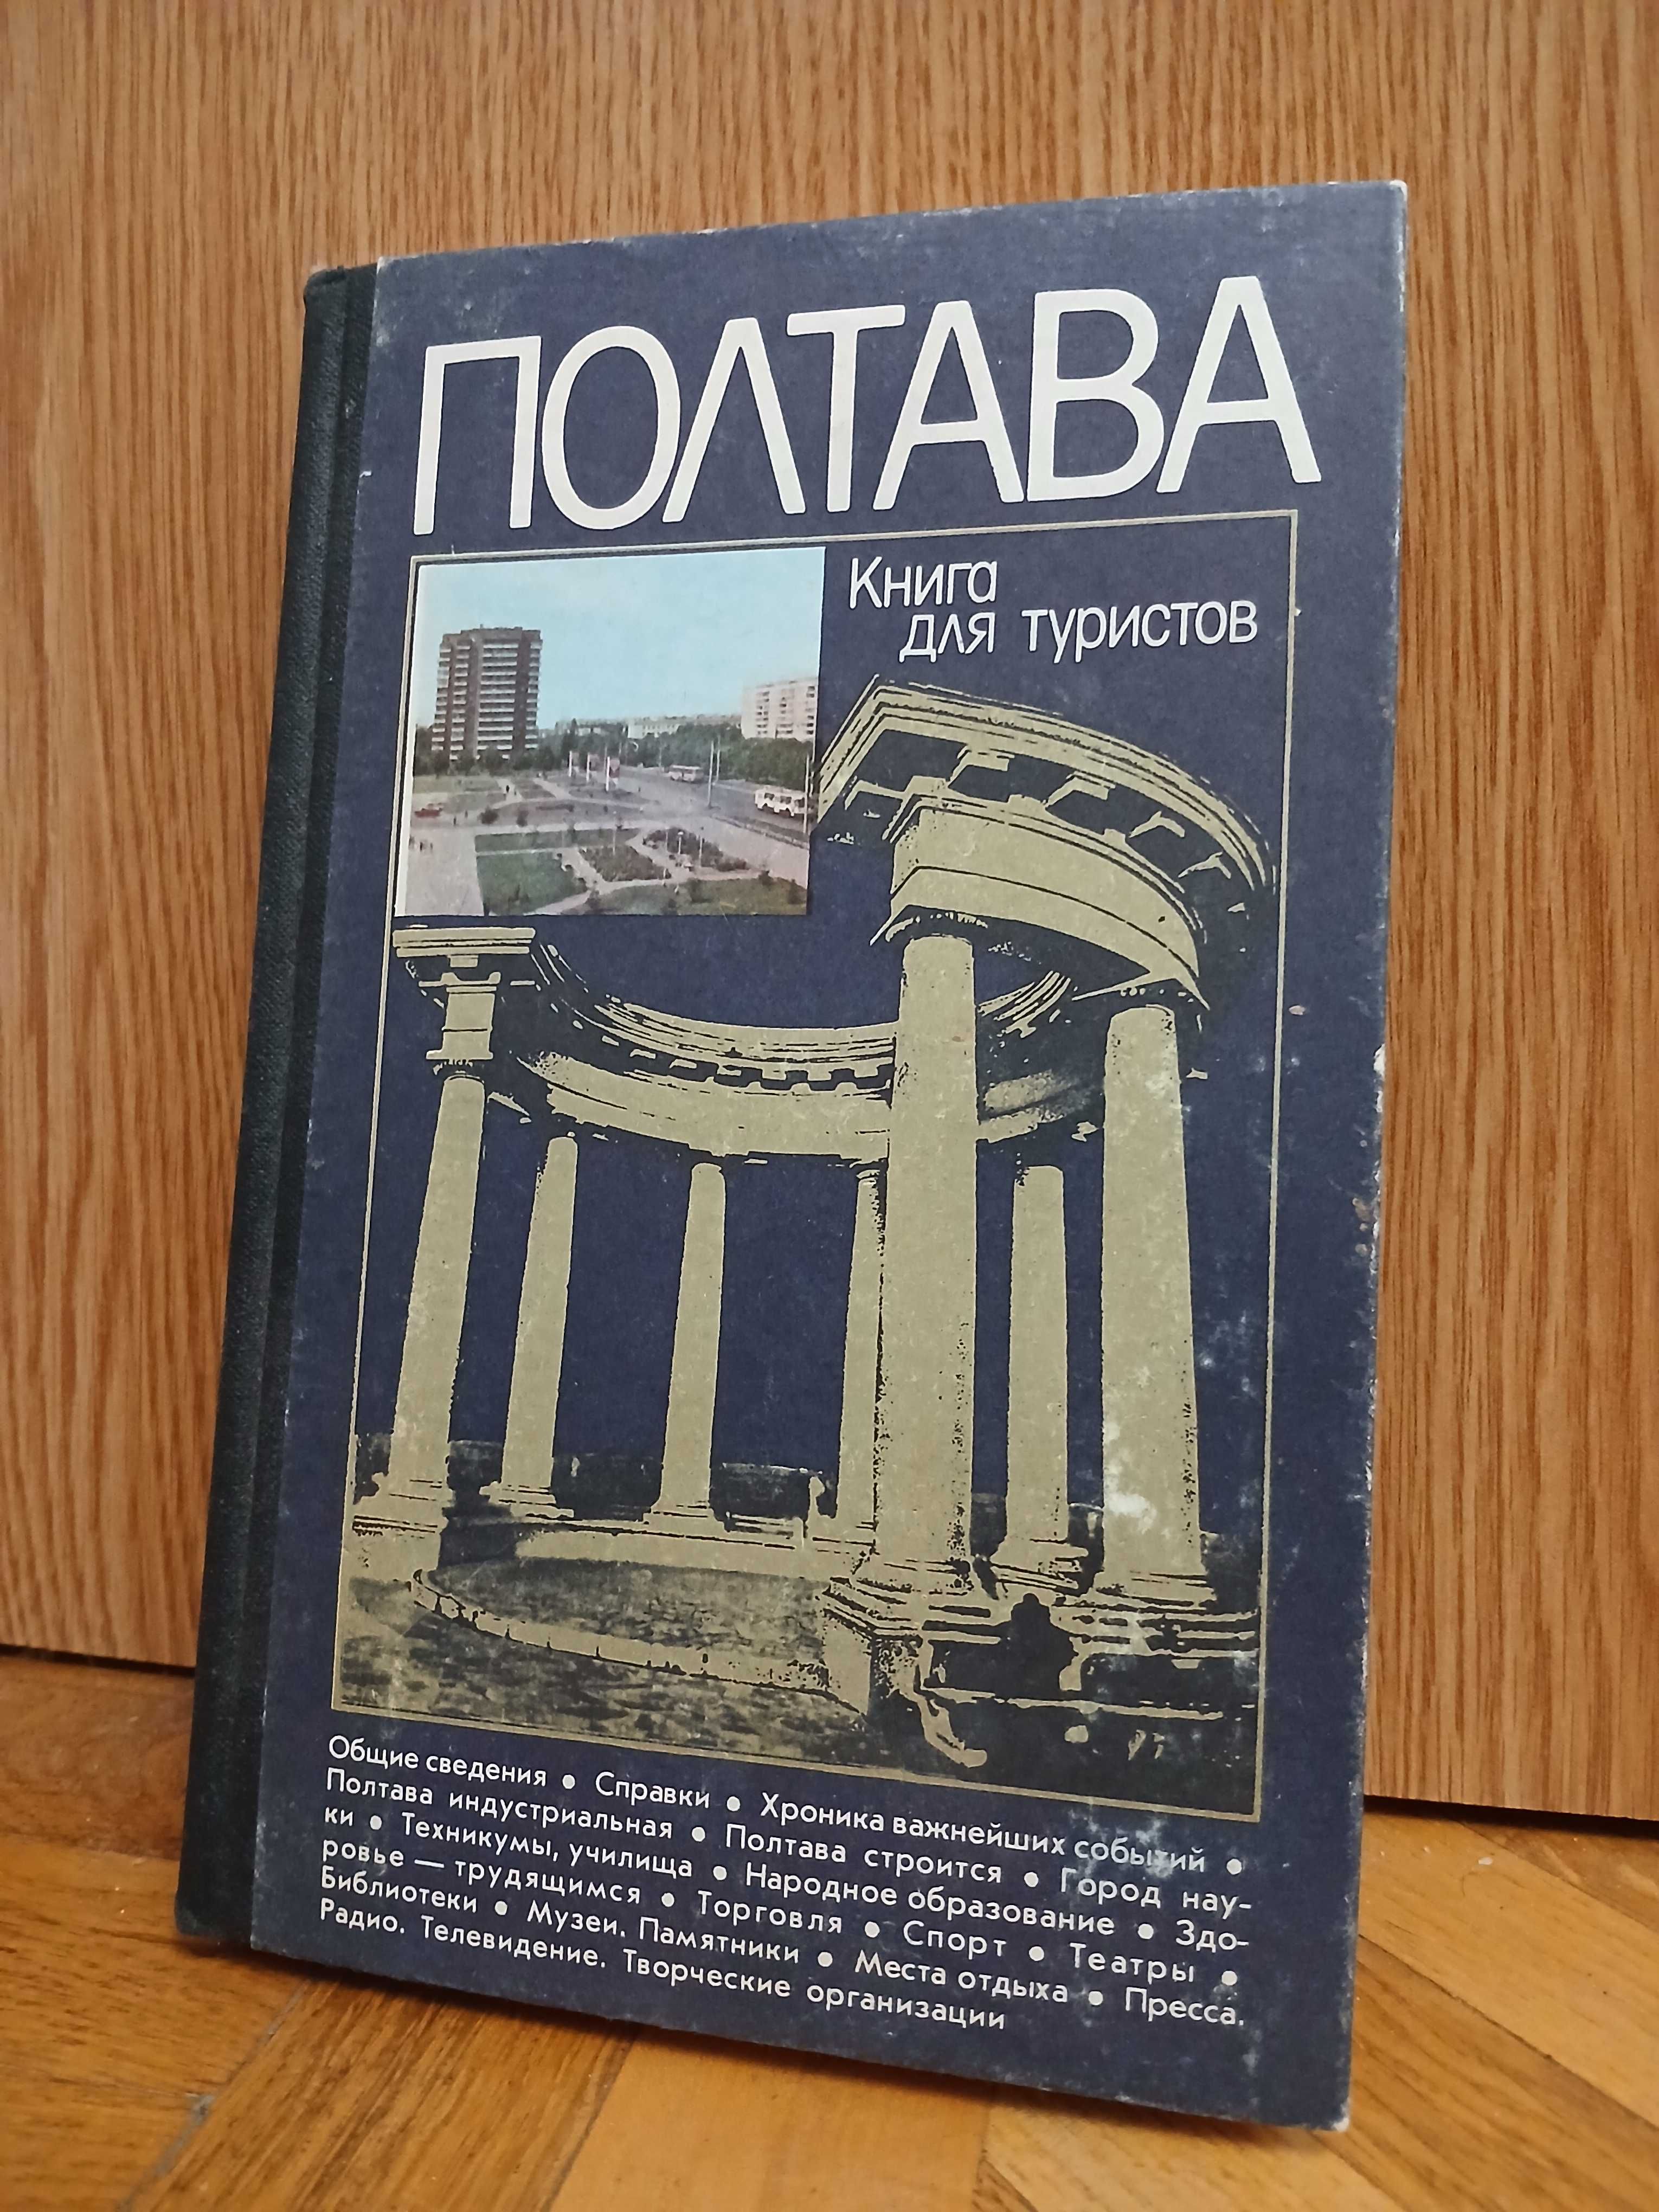 ПОЛТАВА
Книга
для туристов
Общие сведения • Справки • Хроника важнейших событий •
Полтава индустриальная • Полтава строится • Город нау-
ки • Техникумы, училища • Народное образование • Здо-
ровье — трудящимся • Торговля • Спорт • Театры •
Библиотеки • Музеи. Памятники • Места отдыха • Пресса.
Радио. Телевидение. Творческие организации